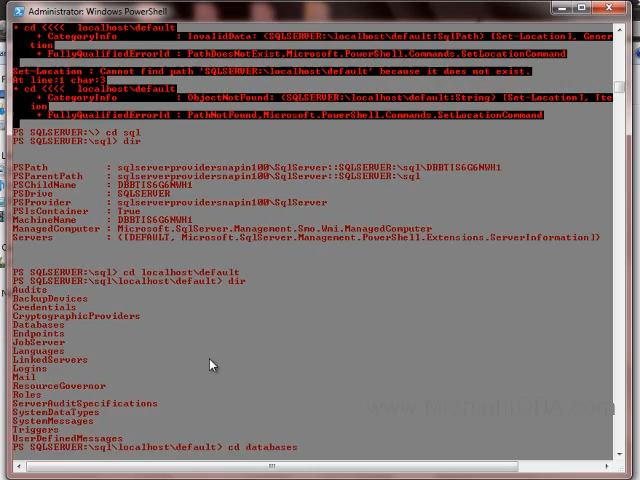 Administrator: Windows PowerShell
+ cd <<<<  localhost\default
+ CategoryInfo : InvalidData: (SQLSERVER:\localhost\default:SqlPath) [Set-Location], Gener
tion
+ FullyQualifiedErrorId : PathDoesNotExist,Microsoft.PowerShell.Commands.SetLocationCommand
Set-Location : Cannot find path 'SQLSERVER:\localhost\default' because it does not exist.
At line:1 char:3
+ cd <<<<  localhost\default
+ CategoryInfo : ObjectNotFound: (SQLSERVER:\localhost\default:String) [Set-Location], Ite
ion
+ FullyQualifiedErrorId : PathNotFound,Microsoft.PowerShell.Commands.SetLocationCommand
PS SQLSERVER:\> cd sql
PS SQLSERVER:\sql> dir
PSPath : sqlserverprovidersnapin100\SqlServer::SQLSERVER:\sql\DBBTIS6G6NWH1
PSParentPath : sqlserverprovidersnapin100\SqlServer::SQLSERVER:\sql
PSChildName : DBBTIS6G6NWH1
PSDrive : SQLSERVER
PSProvider : sqlserverprovidersnapin100\SqlServer
PSIsContainer : True
MachineName : DBBTIS6G6NWH1
ManagedComputer : Microsoft.SqlServer.Management.Smo.Wmi.ManagedComputer
Servers : {[DEFAULT, Microsoft.SqlServer.Management.PowerShell.Extensions.ServerInformation]}
PS SQLSERVER:\sql> cd localhost\default
PS SQLSERVER:\sql\localhost\default> dir
Audits
BackupDevices
Credentials
CryptographicProviders
Databases
Endpoints
JobServer
Languages
LinkedServers
Logins
Mail
ResourceGovernor
Roles
ServerAuditSpecifications
SystemDataTypes
SystemMessages
Triggers
UserDefinedMessages
PS SQLSERVER:\sql\localhost\default> cd databases